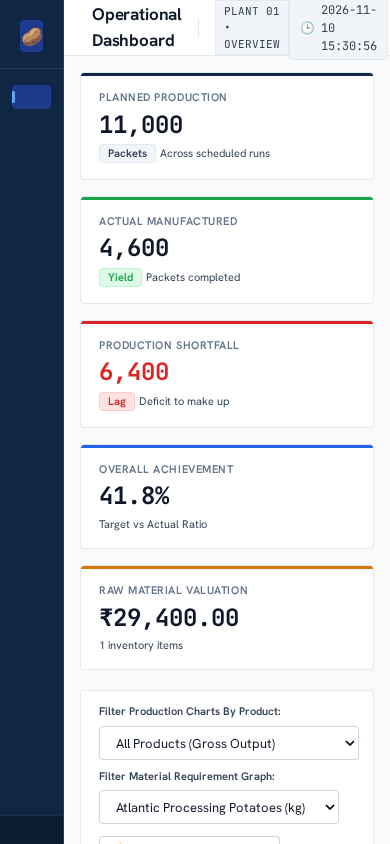 Operational
Dashboard
PLANT 01
•
OVERVIEW
2026-11-
10
15:30:56
PLANNED PRODUCTION
11,000
Packets Across scheduled runs
ACTUAL MANUFACTURED
4,600
Yield Packets completed
PRODUCTION SHORTFALL
6,400
Lag Deficit to make up
OVERALL ACHIEVEMENT
41.8%
Target vs Actual Ratio
RAW MATERIAL VALUATION
₹29,400.00
1 inventory items
Filter Production Charts By Product:
All Products (Gross Output)
Filter Material Requirement Graph:
Atlantic Processing Potatoes (kg)